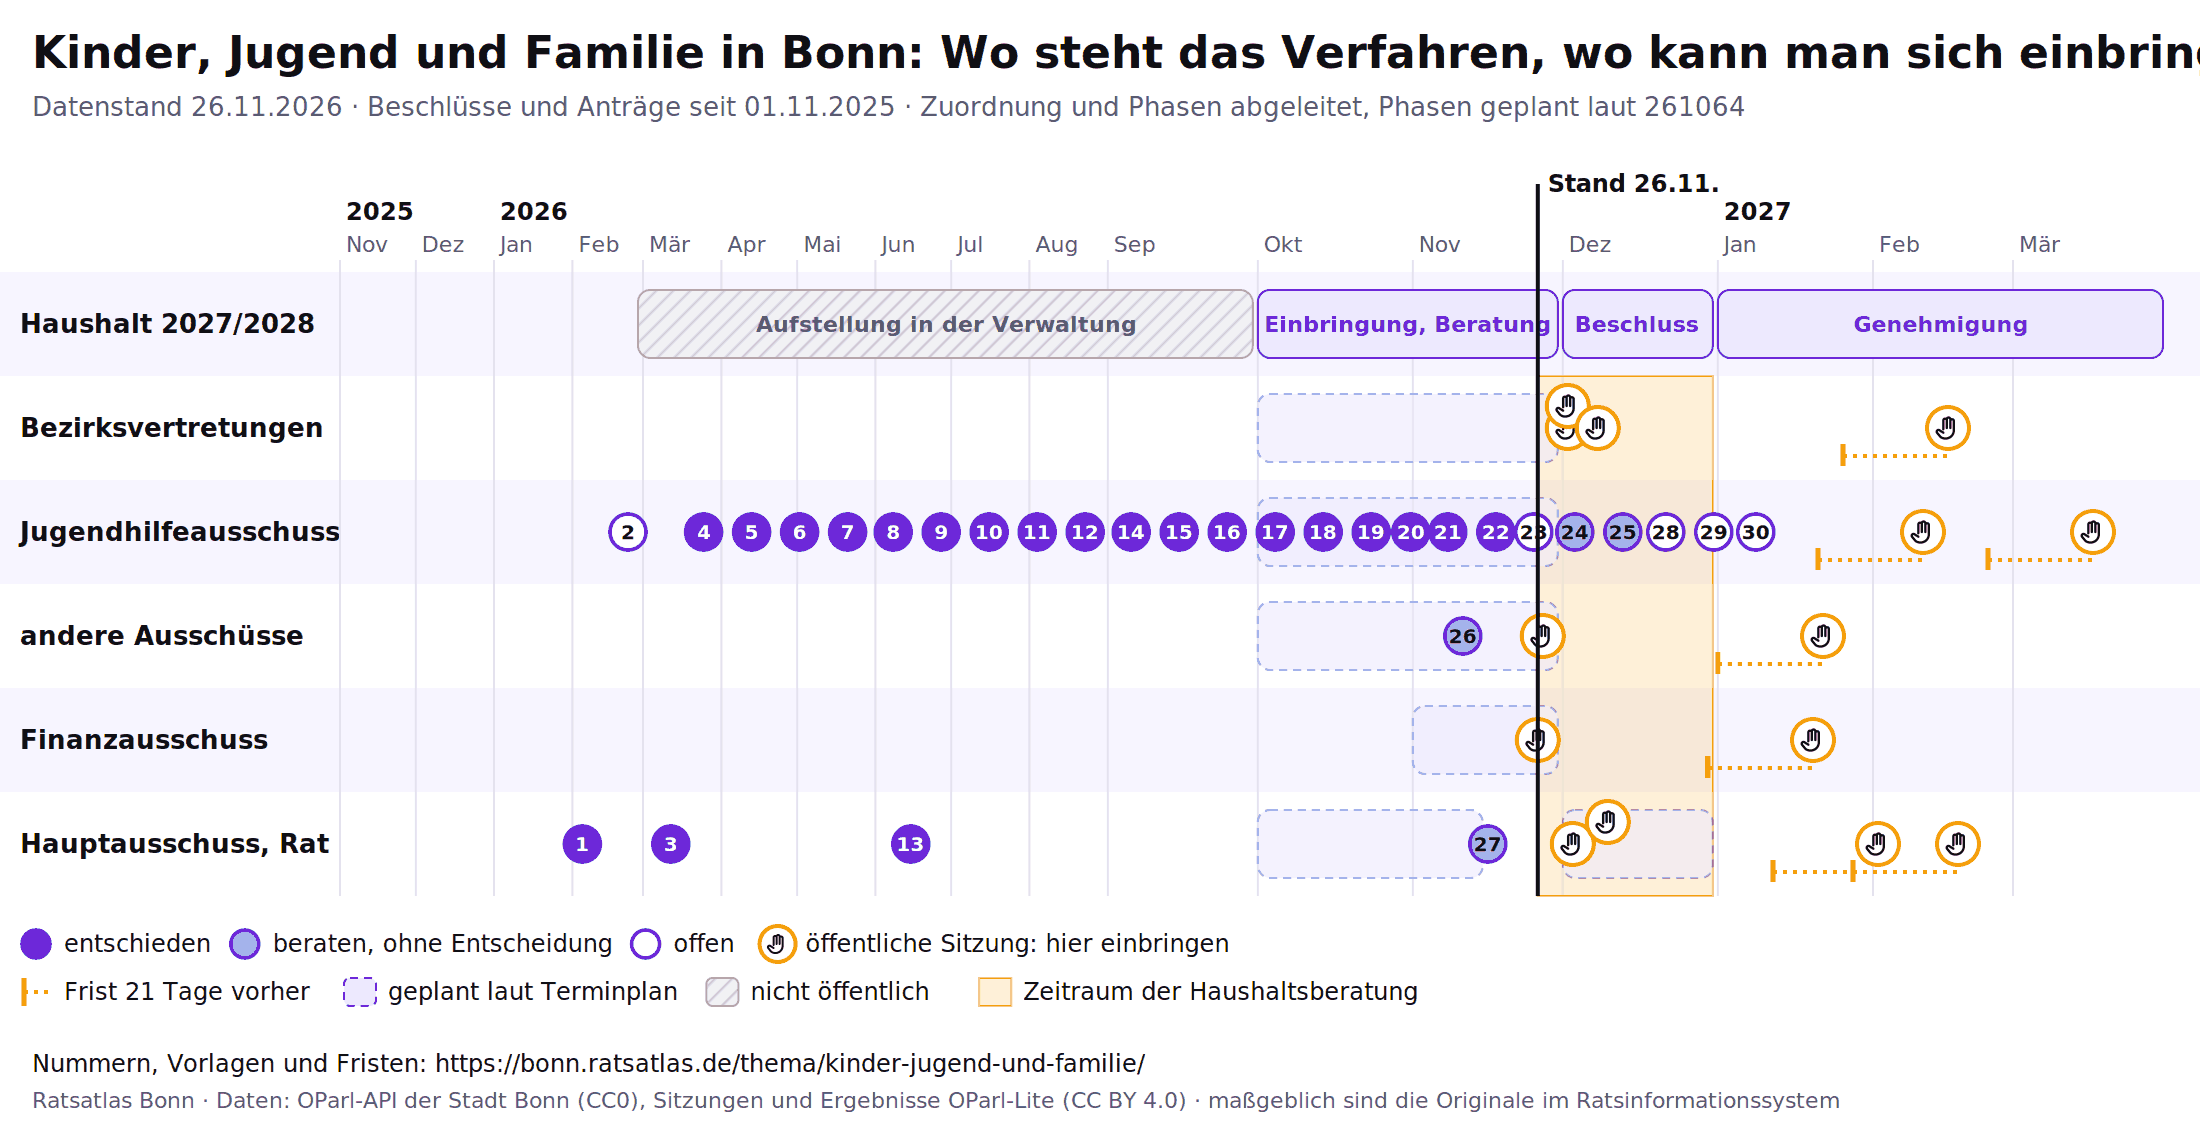 Kinder, Jugend und Familie in Bonn: Wo steht das Verfahren, wo kann man sich einbring
Datenstand 26.11.2026 · Beschlüsse und Anträge seit 01.11.2025 · Zuordnung und Phasen abgeleitet, Phasen geplant laut 261064
Stand 26.11.
2025 2026 2027
Nov Dez Jan Feb Mär Apr Mai Jun Jul Aug Sep Okt Nov Dez Jan Feb Mär
Haushalt 2027/2028 Aufstellung in der Verwaltung Einbringung, Beratung Beschluss Genehmigung
Bezirksvertretungen
Jugendhilfeausschuss 2 4 5 6 7 8 9 10 11 12 14 15 16 17 18 19 20 21 22 23 24 25 28 29 30
andere Ausschüsse 26
Finanzausschuss
Hauptausschuss, Rat 1 3 13 27
entschieden beraten, ohne Entscheidung offen öffentliche Sitzung: hier einbringen
Frist 21 Tage vorher geplant laut Terminplan nicht öffentlich Zeitraum der Haushaltsberatung
Nummern, Vorlagen und Fristen: https://bonn.ratsatlas.de/thema/kinder-jugend-und-familie/
Ratsatlas Bonn · Daten: OParl-API der Stadt Bonn (CC0), Sitzungen und Ergebnisse OParl-Lite (CC BY 4.0) · maßgeblich sind die Originale im Ratsinformationssystem